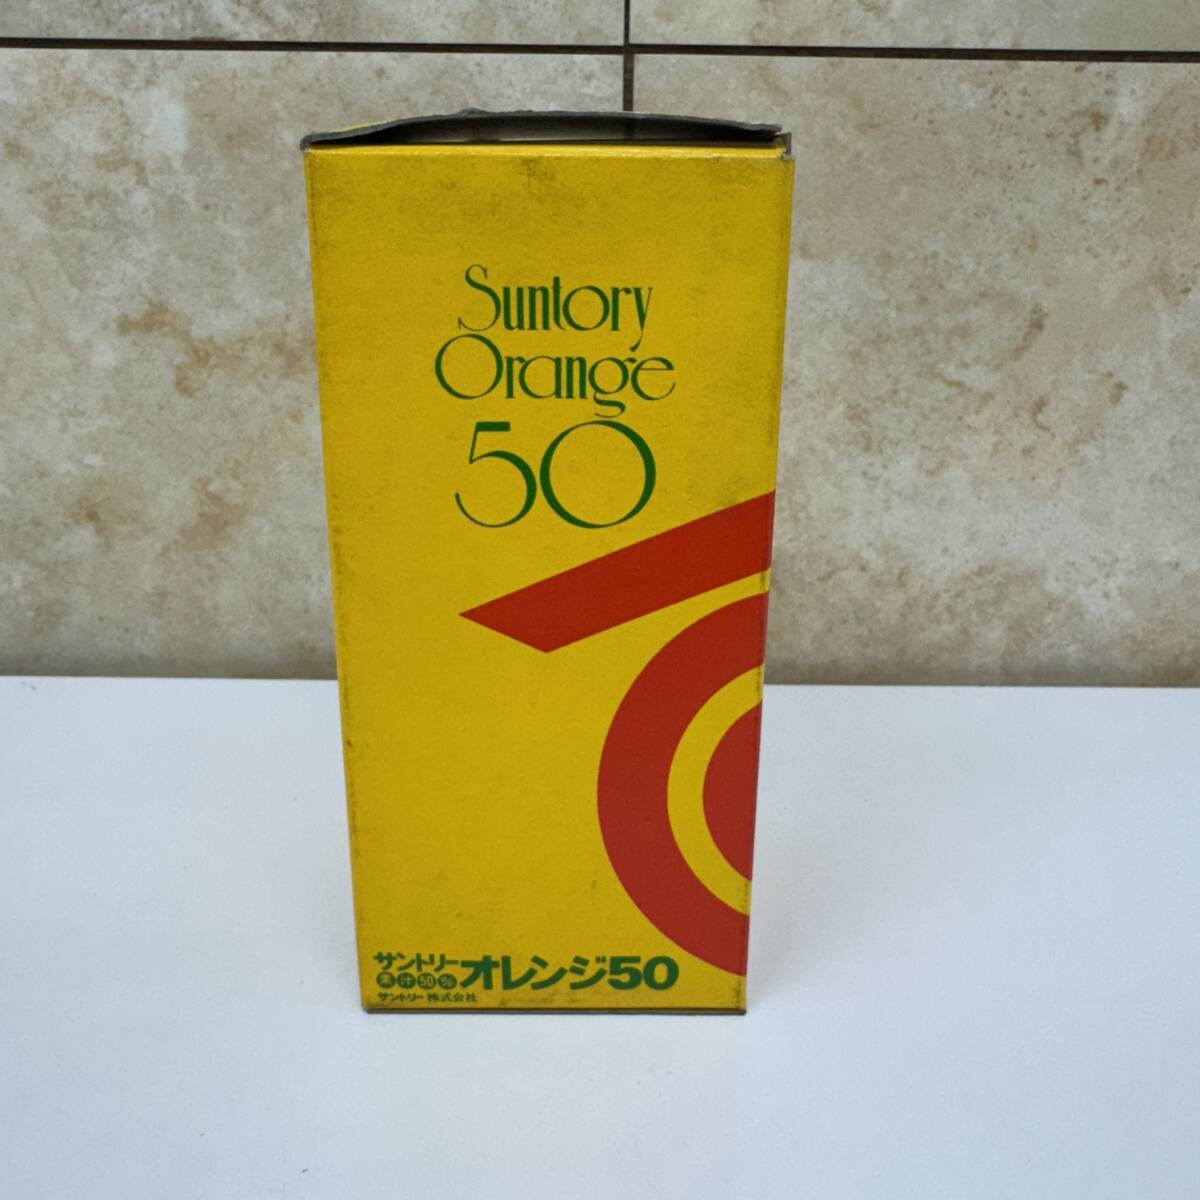 Suntory
Orange
50
サントリー
果汁50%
オレンジ50
サントリー株式会社